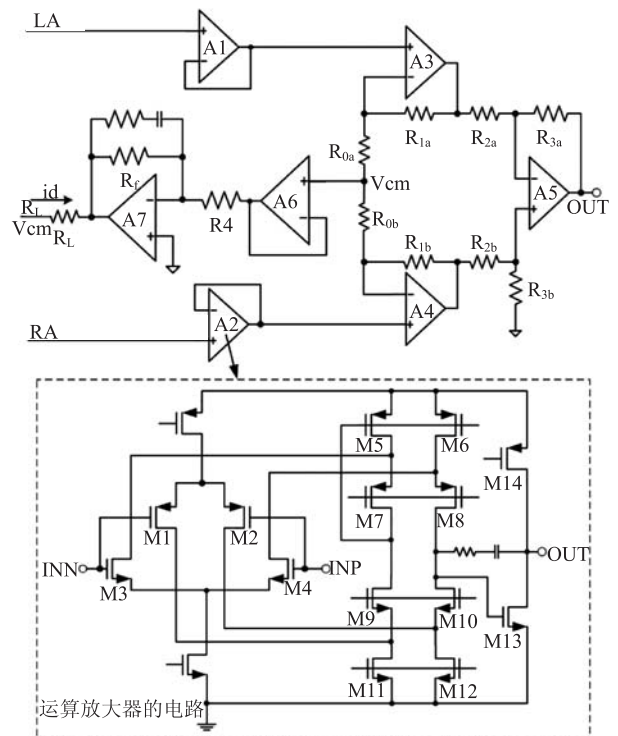 LA
A1
A3
R1a
R2a
R3a
R0a
id
Rf
A6
Vcm
A5
OUT
RL
A7
R4
R0b
Vcm
RL
R1b
R2b
R3b
A2
A4
RA
M5
M6
M14
M7
M8
M1
M2
OUT
INN
INP
M3
M4
M9
M10
M13
M11
M12
运算放大器的电路